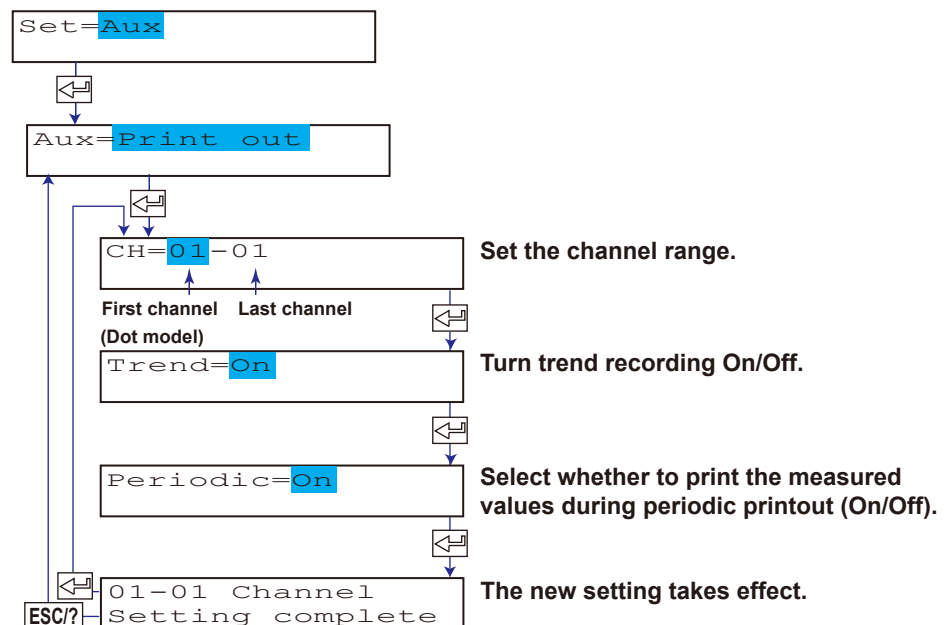 Set=Aux
Aux=Print out
CH=01-01
Set the channel range.
First channel Last channel
(Dot model)
Trend=On
Turn trend recording On/Off.
Periodic=On
Select whether to print the measured
values during periodic printout (On/Off).
01-01 Channel
The new setting takes effect.
ESC/?
Setting complete